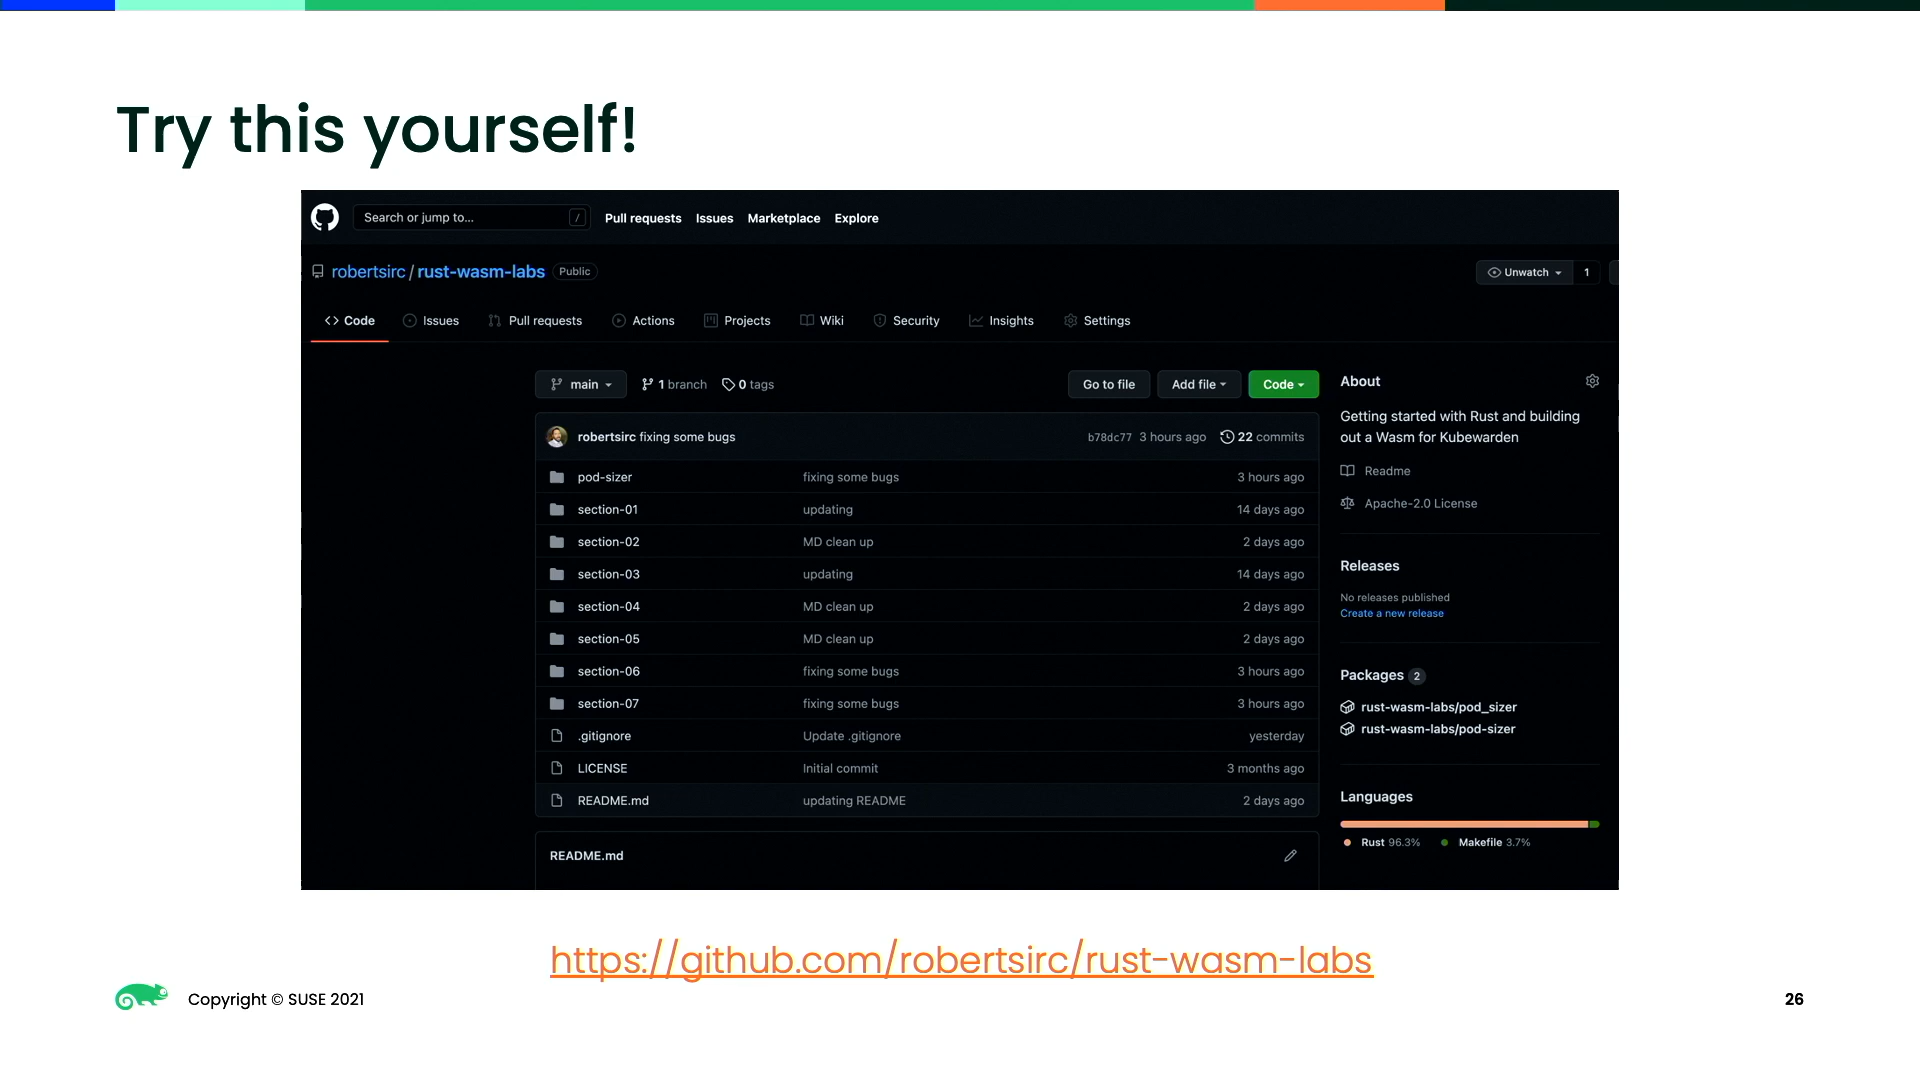 Try this yourself!
Search or jump to... / Pull requests Issues Marketplace Explore
robertsirc / rust-wasm-labs Public Unwatch 1
Code Issues Pull requests Actions Projects Wiki Security Insights Settings
main 1 branch 0 tags Go to file Add file Code
robertsirc fixing some bugs b78dc77 3 hours ago 22 commits
pod-sizer fixing some bugs 3 hours ago
section-01 updating 14 days ago
section-02 MD clean up 2 days ago
section-03 updating 14 days ago
section-04 MD clean up 2 days ago
section-05 MD clean up 2 days ago
section-06 fixing some bugs 3 hours ago
section-07 fixing some bugs 3 hours ago
.gitignore Update .gitignore yesterday
LICENSE Initial commit 3 months ago
README.md updating README 2 days ago
README.md
About
Getting started with Rust and building
out a Wasm for Kubewarden
Readme
Apache-2.0 License
Releases
No releases published
Create a new release
Packages 2
rust-wasm-labs/pod_sizer
rust-wasm-labs/pod-sizer
Languages
Rust 96.3% Makefile 3.7%
https://github.com/robertsirc/rust-wasm-labs
Copyright © SUSE 2021
26